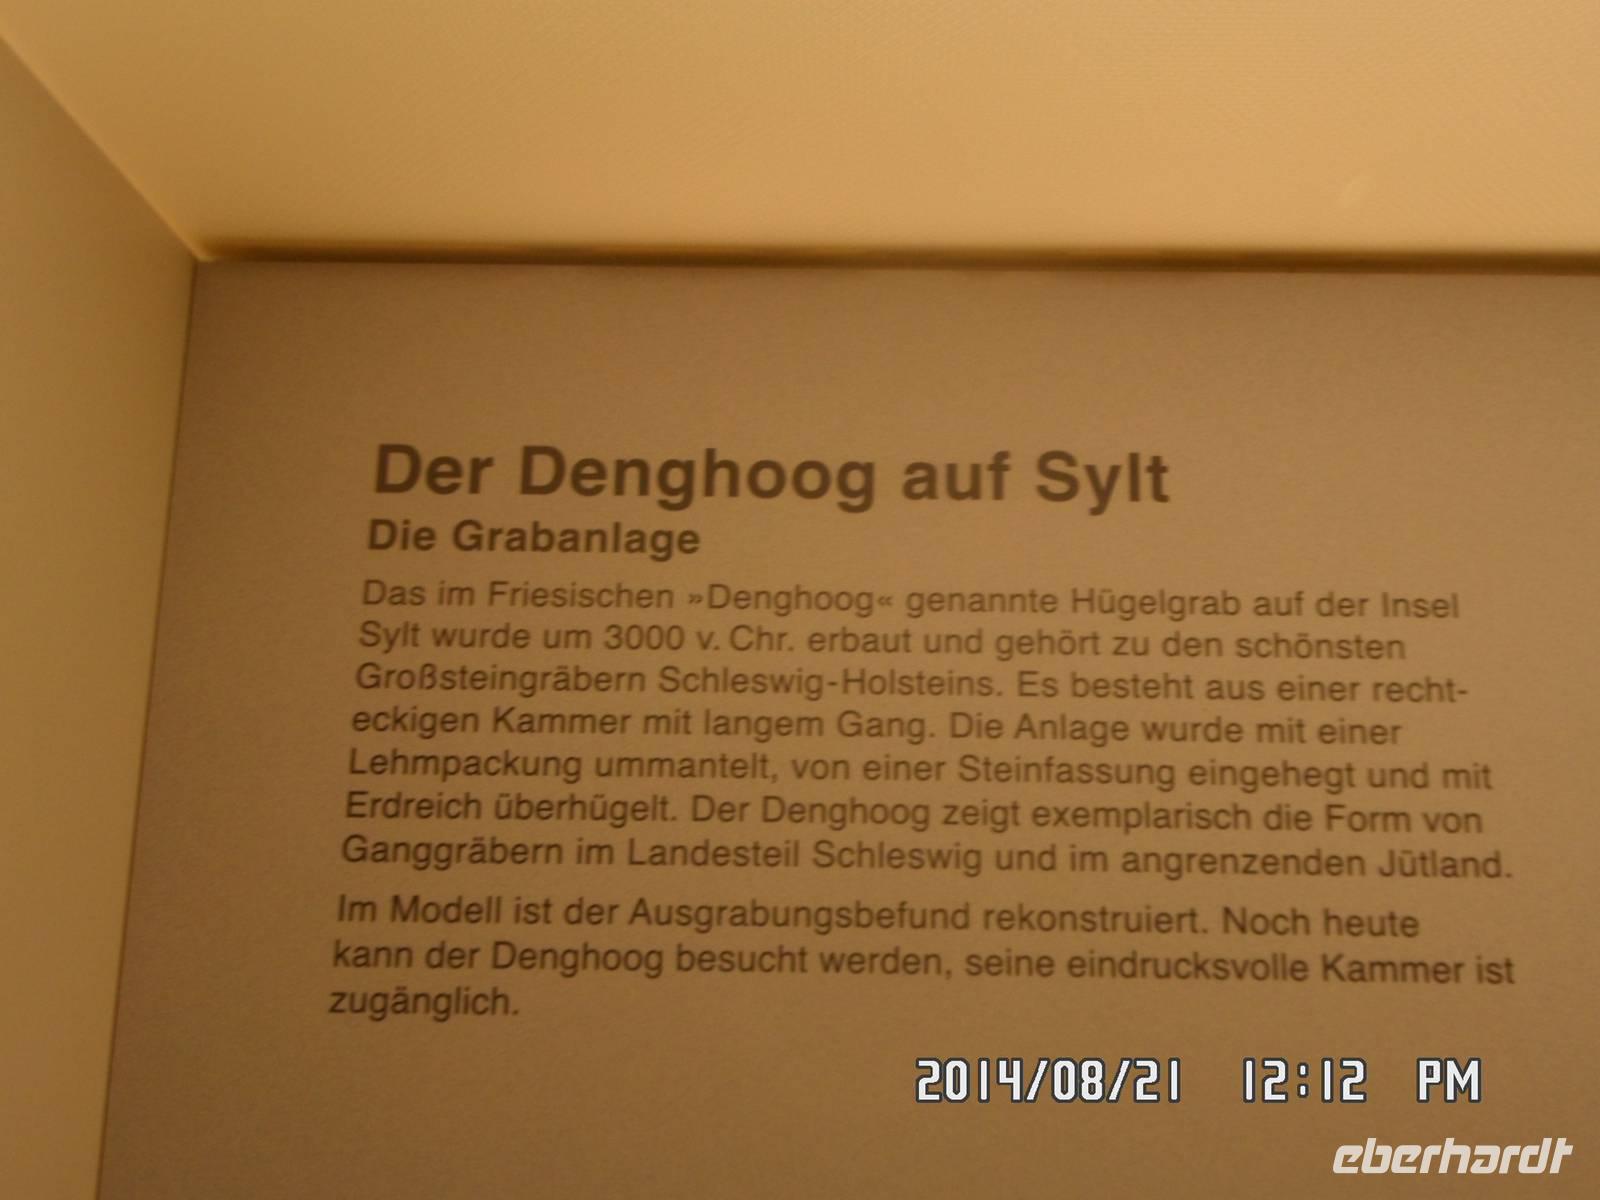 Der Denghoog auf Sylt
Die Grabanlage
Das im Friesischen »Denghoog« genannte Hügelgrab auf der Insel
Sylt wurde um 3000 v. Chr. erbaut und gehört zu den schönsten
Großsteingräbern Schleswig-Holsteins. Es besteht aus einer recht-
eckigen Kammer mit langem Gang. Die Anlage wurde mit einer
Lehmpackung ummantelt, von einer Steinfassung eingehegt und mit
Erdreich überhügelt. Der Denghoog zeigt exemplarisch die Form von
Ganggräbern im Landesteil Schleswig und im angrenzenden Jütland.
Im Modell ist der Ausgrabungsbefund rekonstruiert. Noch heute
kann der Denghoog besucht werden, seine eindrucksvolle Kammer ist
zugänglich.
2014/08/21 12:12 PM
eberhardt